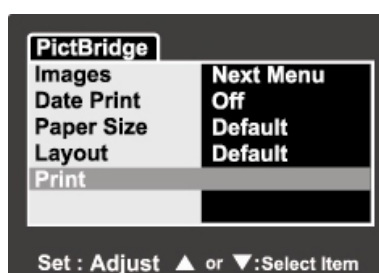 PictBridge
Images Next Menu
Date Print Off
Paper Size Default
Layout Default
Print
Set : Adjust ▲ or ▼:Select Item